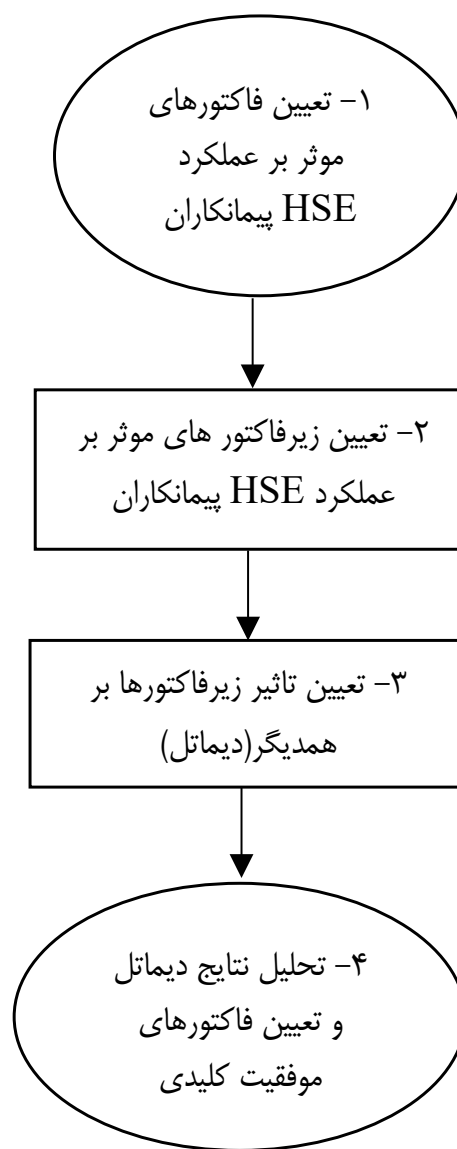 ۱- تعیین فاکتورهای
موثر بر عملکرد
HSE پیمانکاران
۲- تعیین زیرفاکتور های موثر بر
عملکرد HSE پیمانکاران
۳- تعیین تاثیر زیرفاکتورها بر
همدیگر(دیماتل)
۴- تحلیل نتایج دیماتل
و تعیین فاکتورهای
موفقیت کلیدی